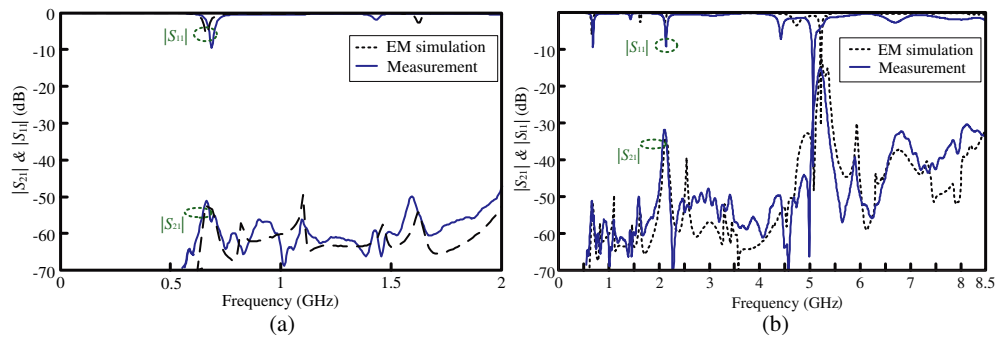 0
-10
-20
-30
-40
-50
-60
-70
|S21| & |S11| (dB)
|S11|
|S21|
EM simulation
Measurement
0 0.5 1 1.5 2
Frequency (GHz)
(a)
0
-10
-20
-30
-40
-50
-60
-70
|S21| & |S11| (dB)
|S11|
|S21|
EM simulation
Measurement
0 1 2 3 4 5 6 7 8 8.5
Frequency (GHz)
(b)